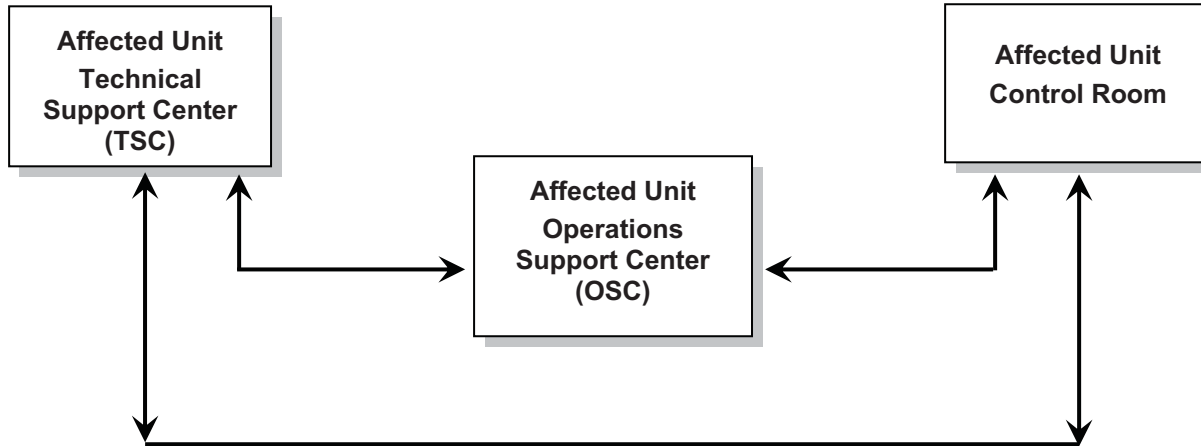 Affected Unit
Technical
Support Center
(TSC)
Affected Unit
Control Room
Affected Unit
Operations
Support Center
(OSC)